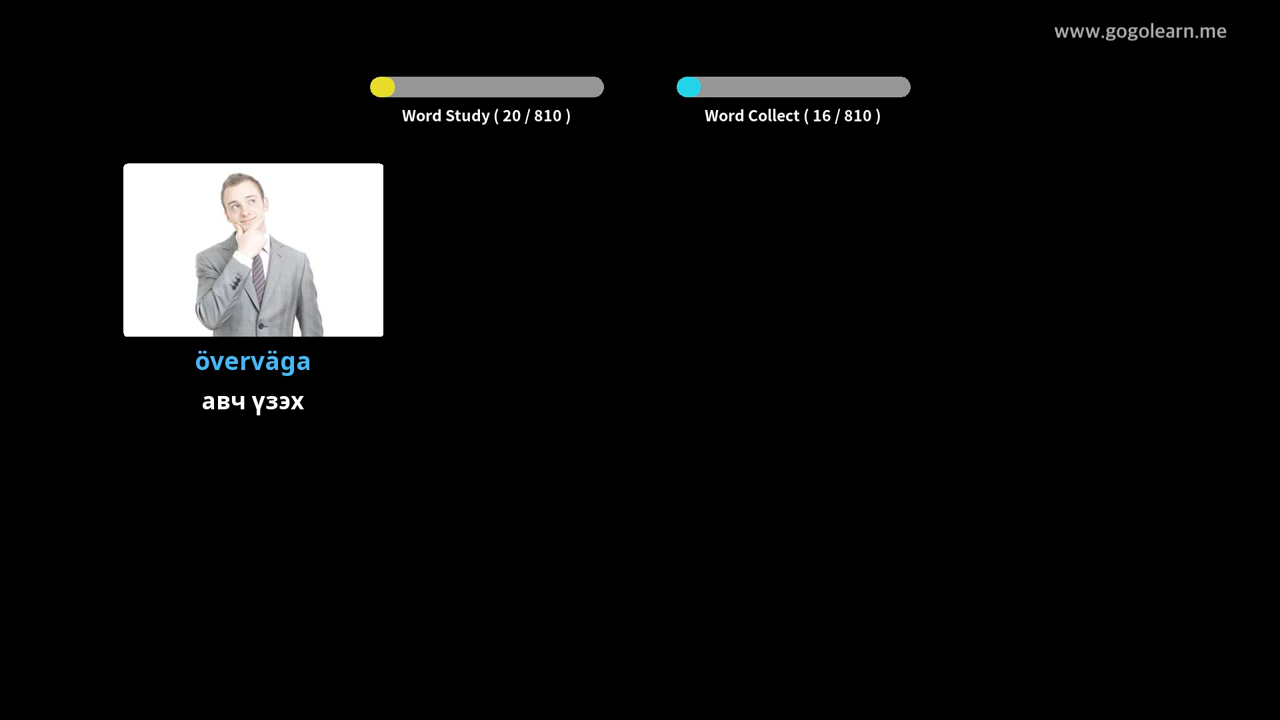 www.gogolearn.me
Word Study ( 20 / 810 )
Word Collect ( 16 / 810 )
överväga
авч үзэх